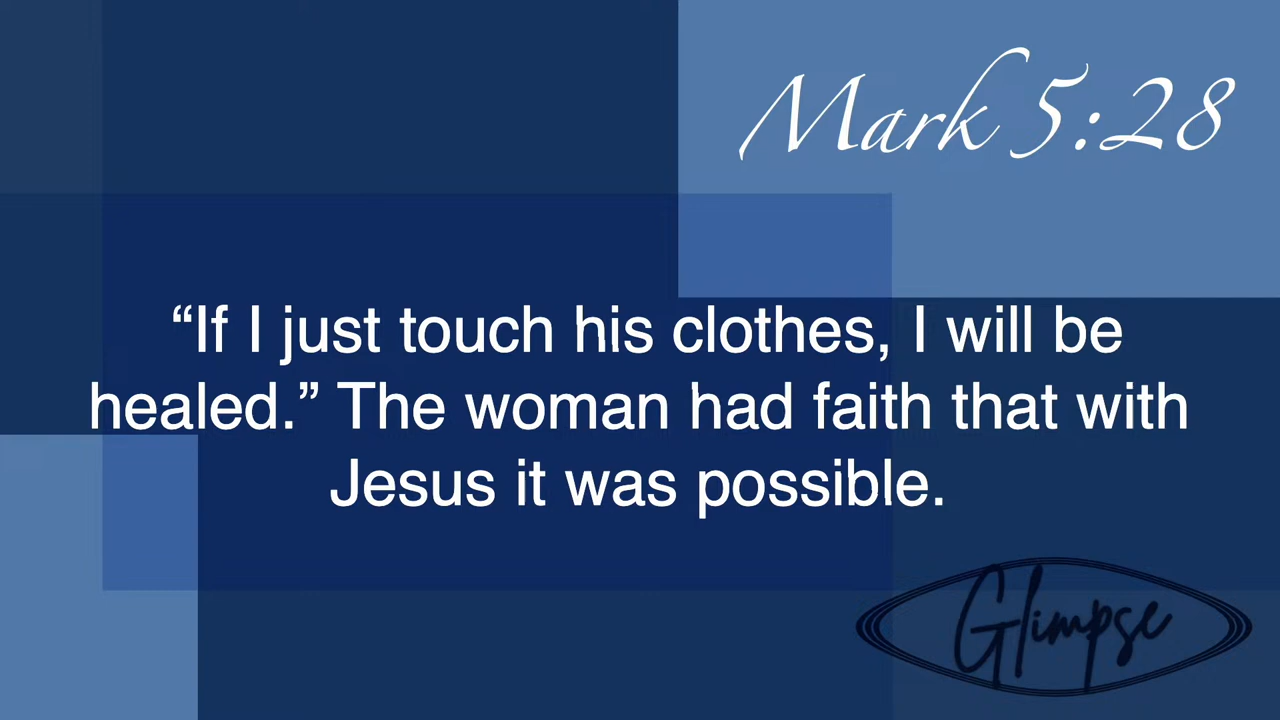 Mark 5:28
“If I just touch his clothes, I will be
healed.” The woman had faith that with
Jesus it was possible.
Glimpse